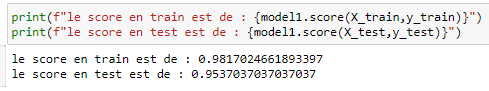 print(f"le score en train est de : {model1.score(X_train,y_train)}")
print(f"le score en test est de : {model1.score(X_test,y_test)}")
le score en train est de : 0.9817024661893397
le score en test est de : 0.9537037037037037